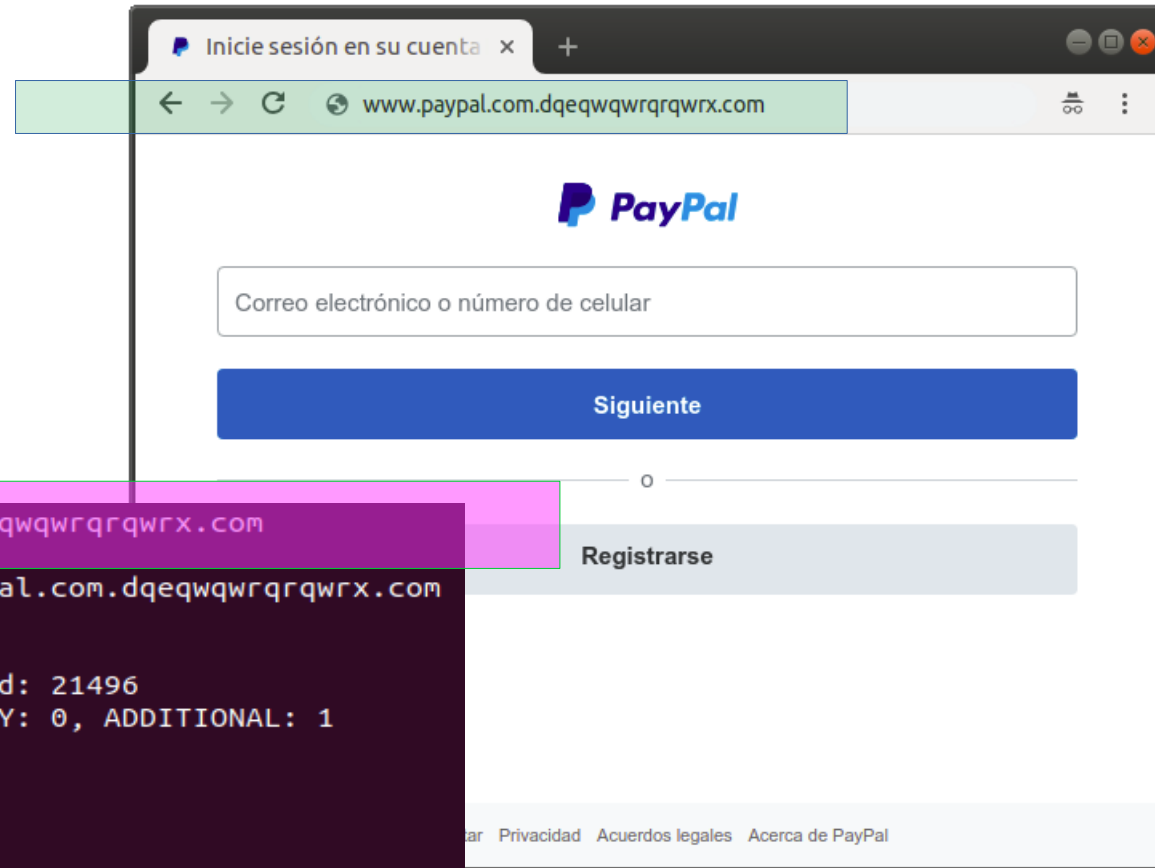 Inicie sesión en su cuenta
www.paypal.com.dqeqwqwrqrqwrx.com
PayPal
Correo electrónico o número de celular
Siguiente
o
Registrarse
qwqwrqrqwrx.com
al.com.dqeqwqwrqrqwrx.com
d: 21496
Y: 0, ADDITIONAL: 1
tar Privacidad Acuerdos legales Acerca de PayPal